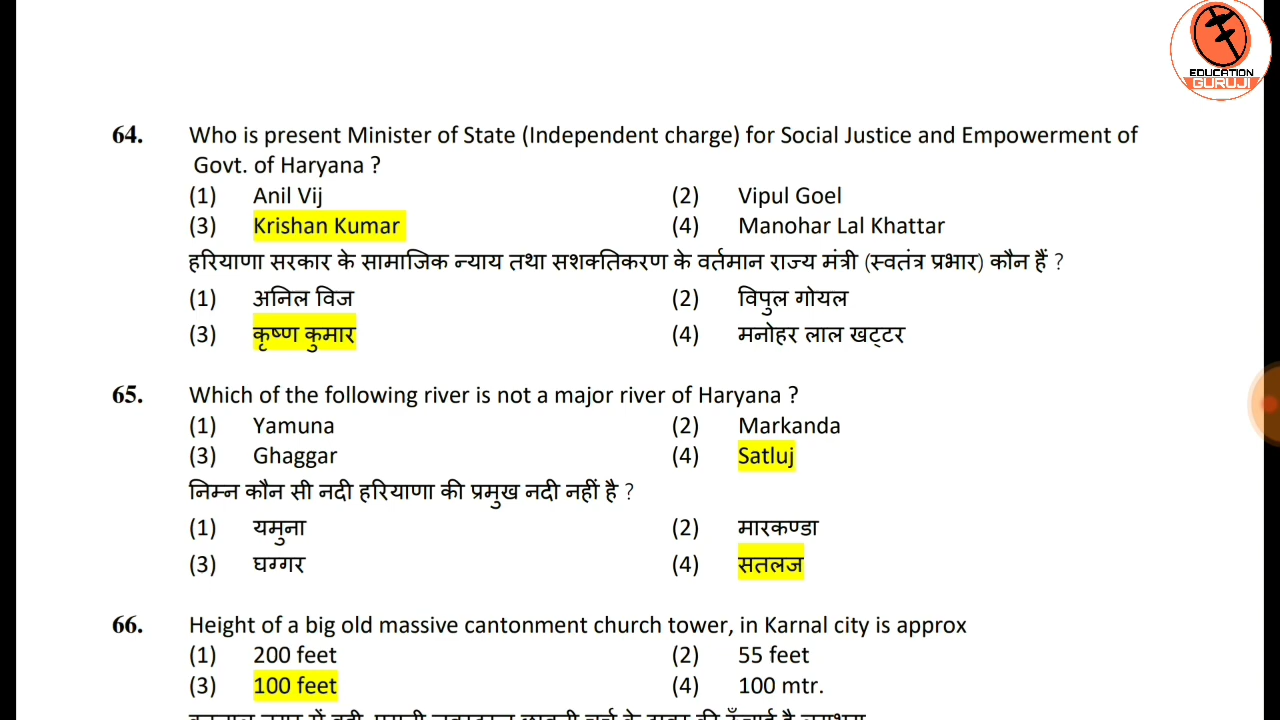 EDUCATION
GURUJI
64. Who is present Minister of State (Independent charge) for Social Justice and Empowerment of
Govt. of Haryana ?
(1) Anil Vij (2) Vipul Goel
(3) Krishan Kumar (4) Manohar Lal Khattar
हरियाणा सरकार के सामाजिक न्याय तथा सशक्तिकरण के वर्तमान राज्य मंत्री (स्वतंत्र प्रभार) कौन हैं ?
(1) अनिल विज (2) विपुल गोयल
(3) कृष्ण कुमार (4) मनोहर लाल खट्टर
65. Which of the following river is not a major river of Haryana ?
(1) Yamuna (2) Markanda
(3) Ghaggar (4) Satluj
निम्न कौन सी नदी हरियाणा की प्रमुख नदी नहीं है ?
(1) यमुना (2) मारकण्डा
(3) घग्गर (4) सतलज
66. Height of a big old massive cantonment church tower, in Karnal city is approx
(1) 200 feet (2) 55 feet
(3) 100 feet (4) 100 mtr.